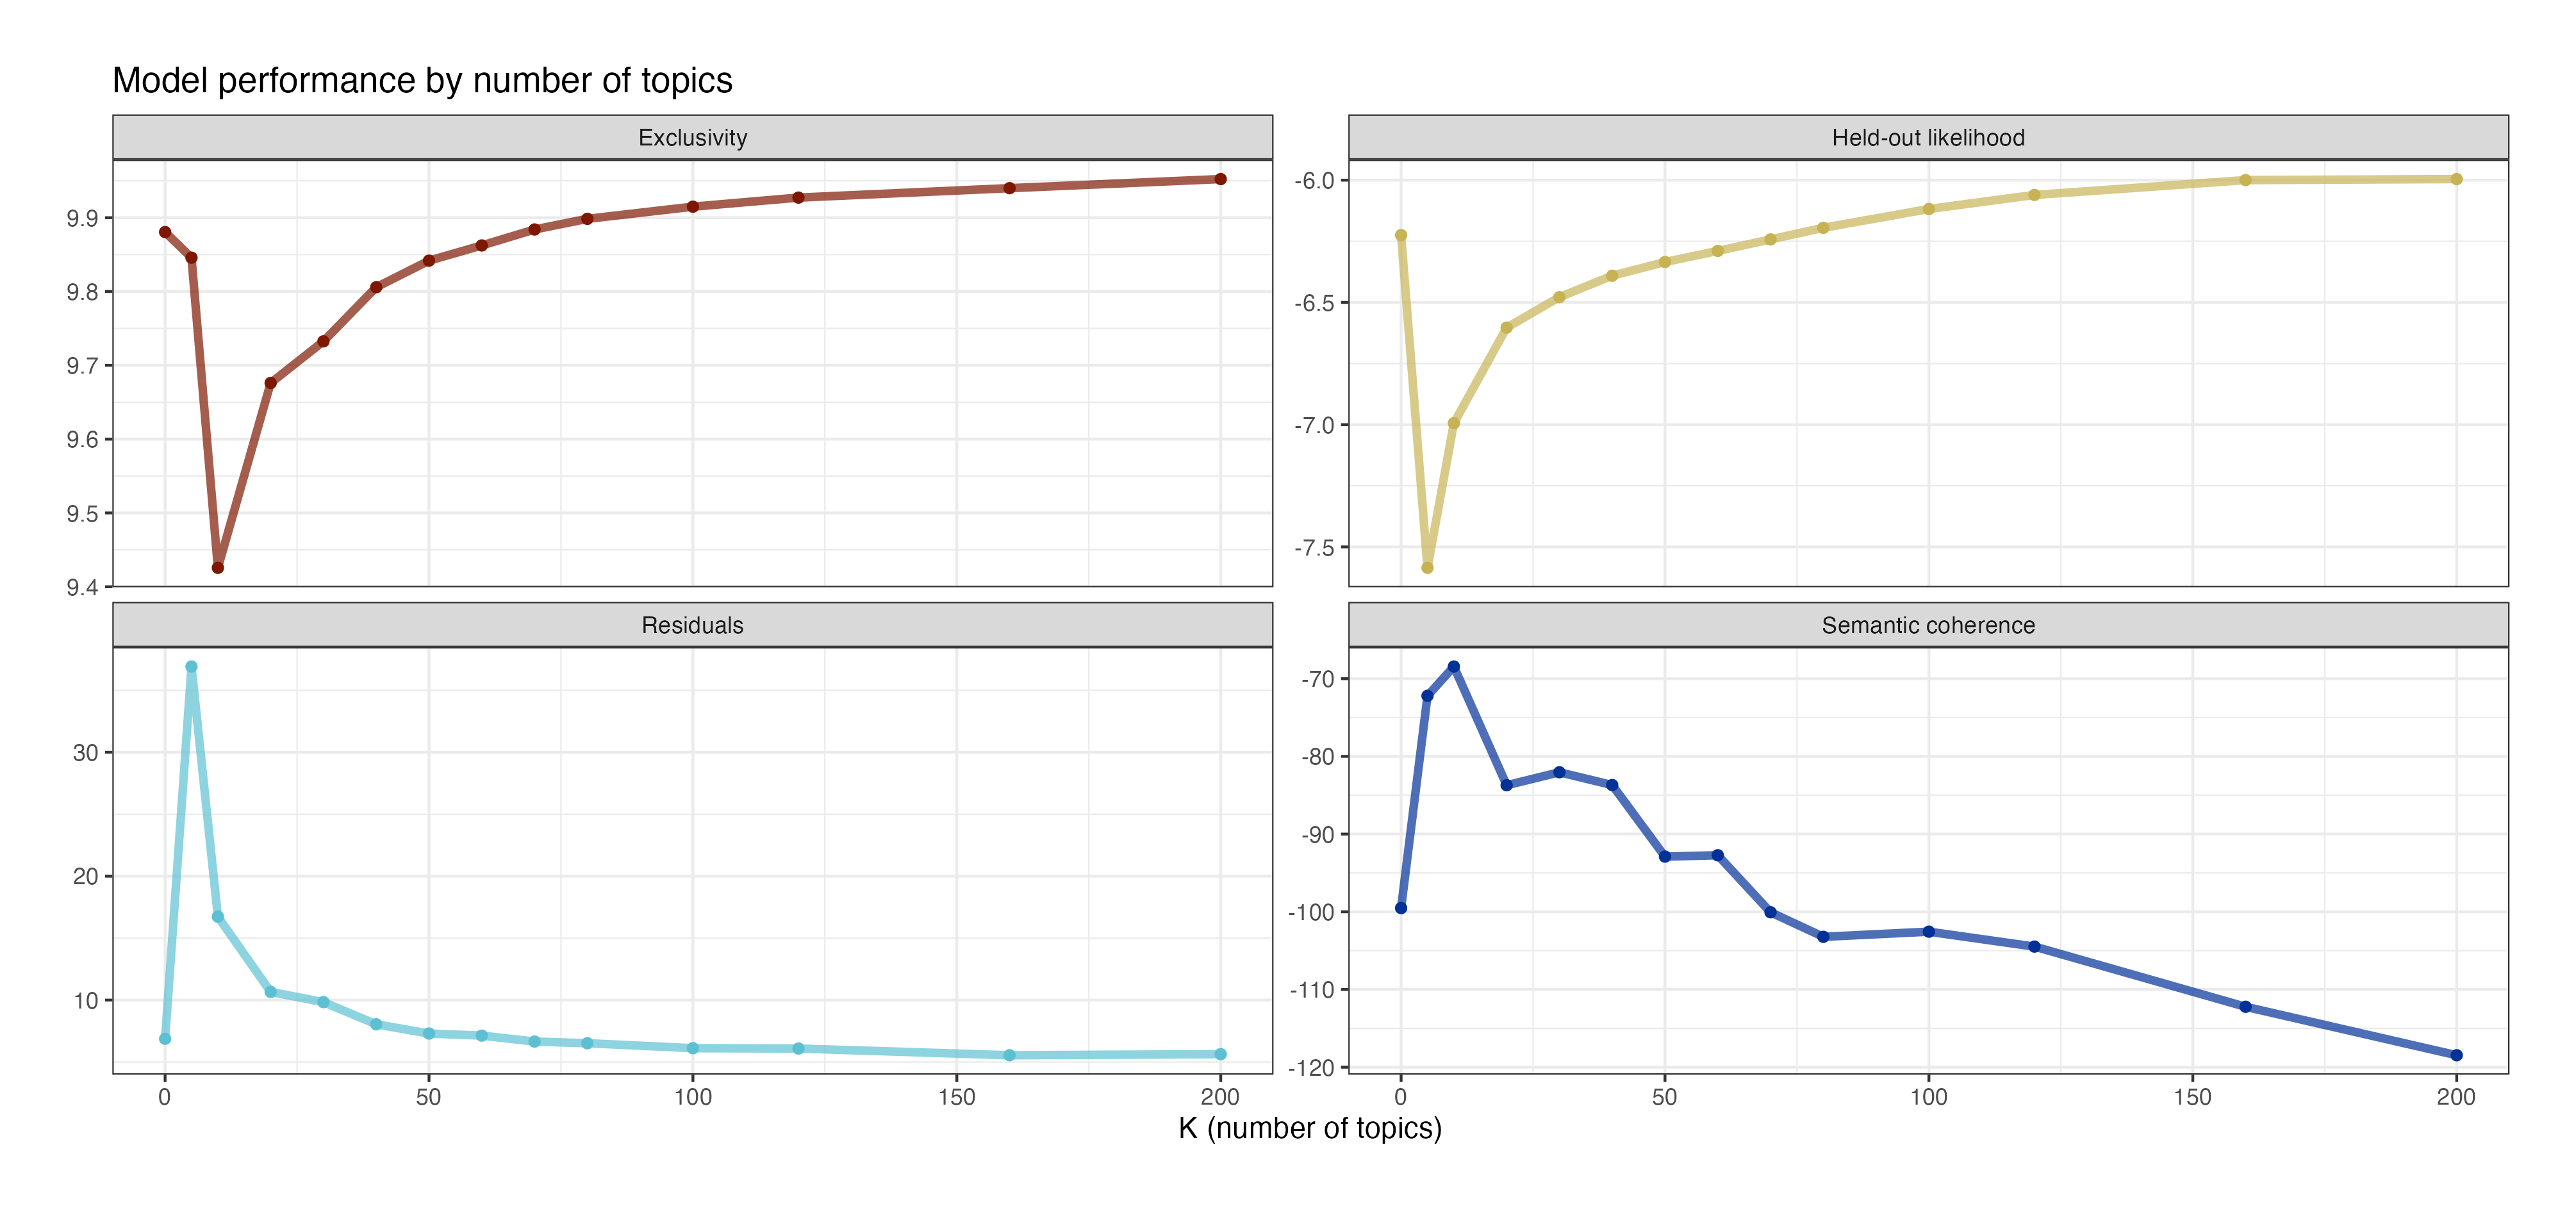 Model performance by number of topics
Exclusivity
9.9
9.8
9.7
9.6
9.5
9.4
Held-out likelihood
-6.0
-6.5
-7.0
-7.5
Residuals
30
20
10
0 50 100 150 200
Semantic coherence
-70
-80
-90
-100
-110
-120
0 50 100 150 200
K (number of topics)